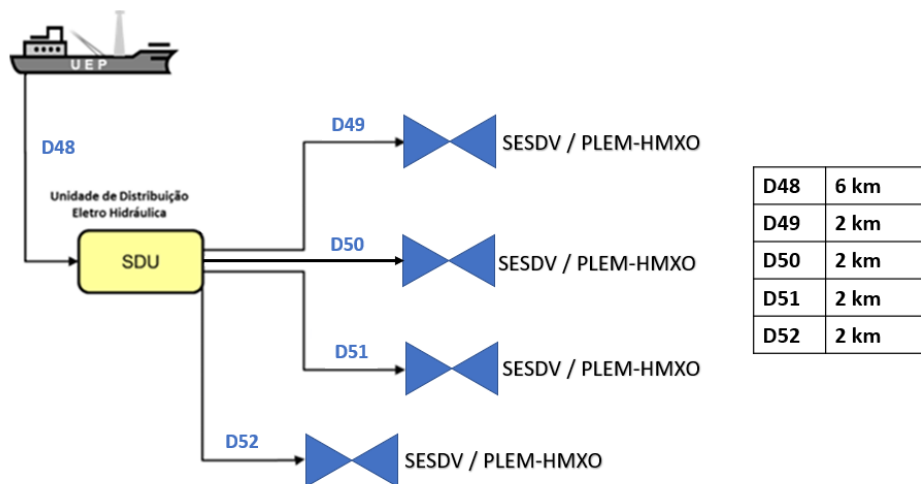 UEP
D48
Unidade de Distribuição
Eletro Hidráulica
SDU
D49
SESDV / PLEM-HMXO
D50
SESDV / PLEM-HMXO
D51
SESDV / PLEM-HMXO
D52
SESDV / PLEM-HMXO
D48 6 km
D49 2 km
D50 2 km
D51 2 km
D52 2 km